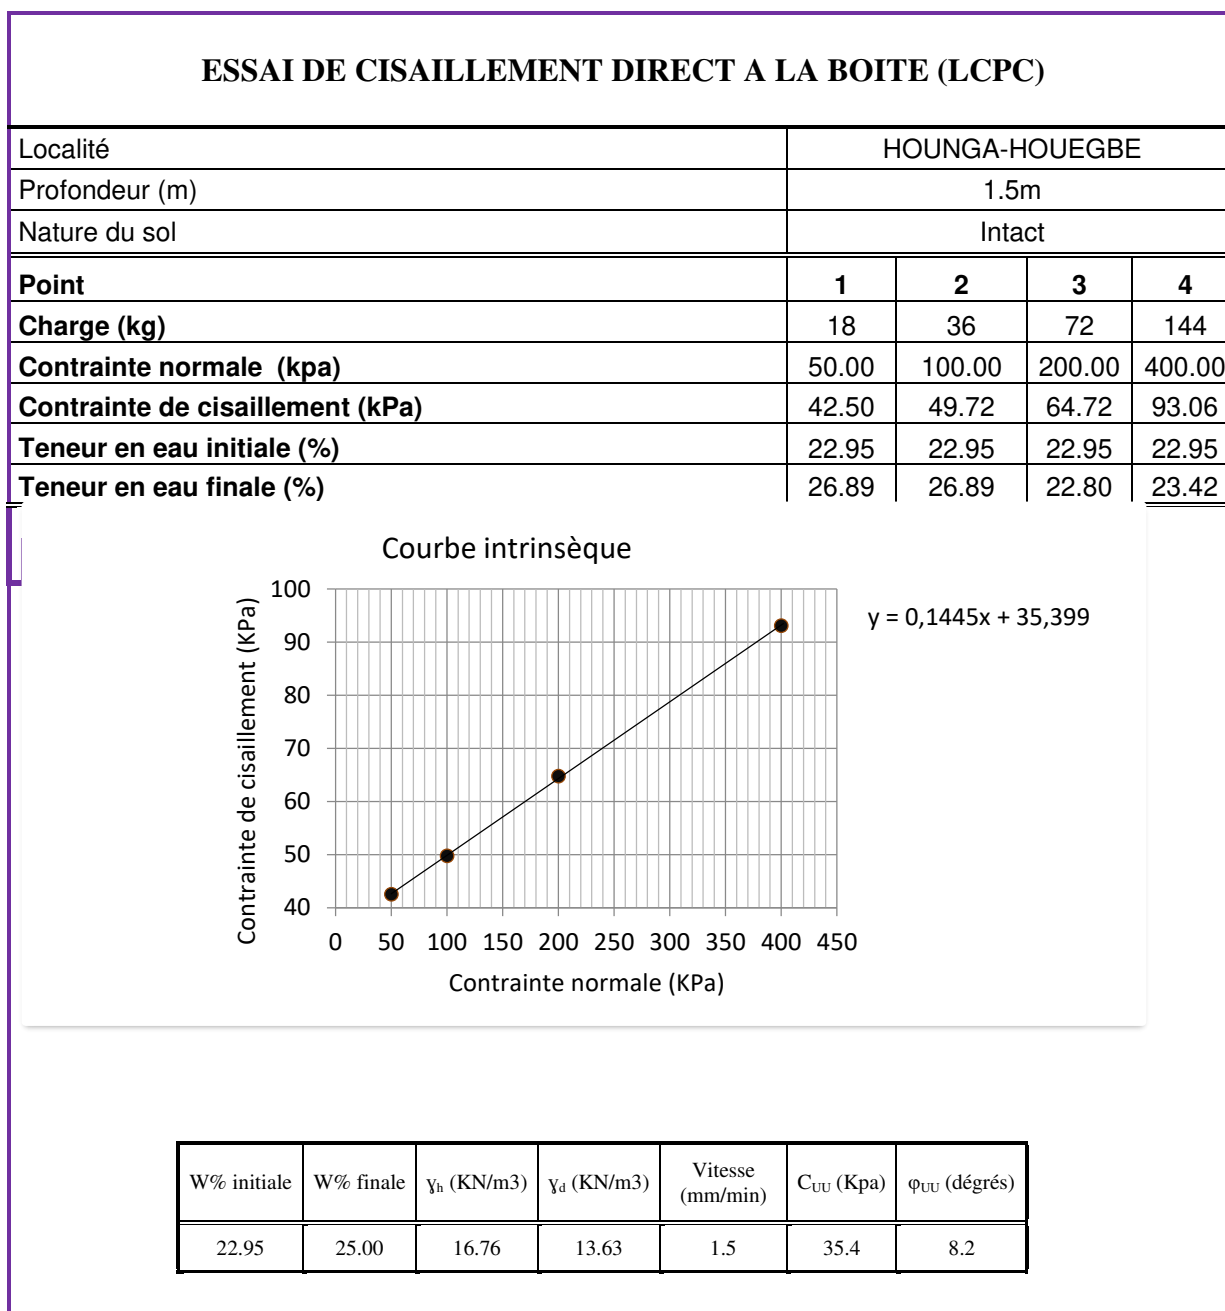 ESSAI DE CISAILLEMENT DIRECT A LA BOITE (LCPC)
Localité HOUNGA-HOUEGBE
Profondeur (m) 1.5m
Nature du sol Intact
Point 1 2 3 4
Charge (kg) 18 36 72 144
Contrainte normale (kpa) 50.00 100.00 200.00 400.00
Contrainte de cisaillement (kPa) 42.50 49.72 64.72 93.06
Teneur en eau initiale (%) 22.95 22.95 22.95 22.95
Teneur en eau finale (%) 26.89 26.89 22.80 23.42
Courbe intrinsèque
y = 0,1445x + 35,399
Contrainte de cisaillement (KPa)
100
90
80
70
60
50
40
0 50 100 150 200 250 300 350 400 450
Contrainte normale (KPa)
W% initiale W% finale γh (KN/m3) γd (KN/m3) Vitesse (mm/min) CUU (Kpa) φUU (dégrés)
22.95 25.00 16.76 13.63 1.5 35.4 8.2